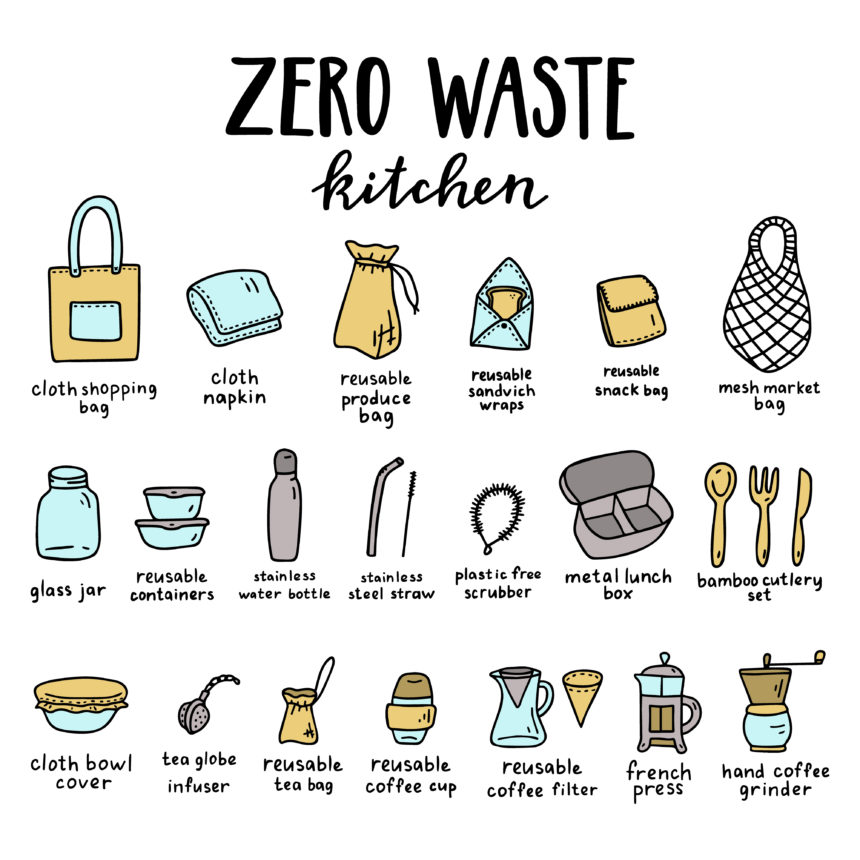 ZERO WASTE
kitchen
cloth shopping
bag
cloth
napkin
reusable
produce
bag
reusable
sandvich
wraps
reusable
snack bag
mesh market
bag
glass jar
reusable
containers
stainless
water bottle
stainless
steel straw
plastic free
scrubber
metal lunch
box
bamboo cutlery
set
cloth bowl
cover
tea globe
infuser
reusable
tea bag
reusable
coffee cup
reusable
coffee filter
french
press
hand coffee
grinder